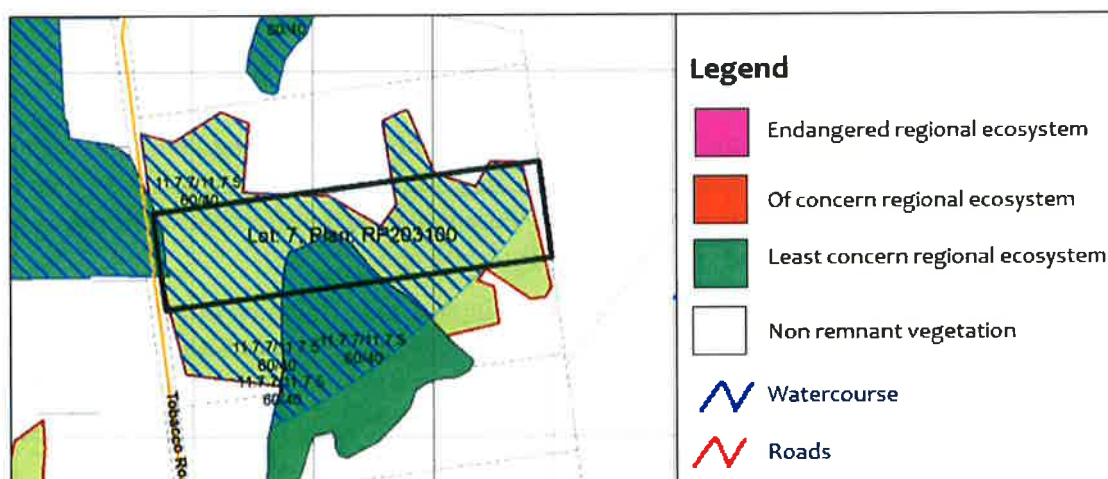 60/40
11.7.7/11.7.5
60/40
Lot: 7, Plan: RP203100
11.7.7/11.7.5
60/40
11.7.7/11.7.5
60/40
11.7.7/11.7.5
60/40
Tobacco Ro
Legend
Endangered regional ecosystem
Of concern regional ecosystem
Least concern regional ecosystem
Non remnant vegetation
Watercourse
Roads